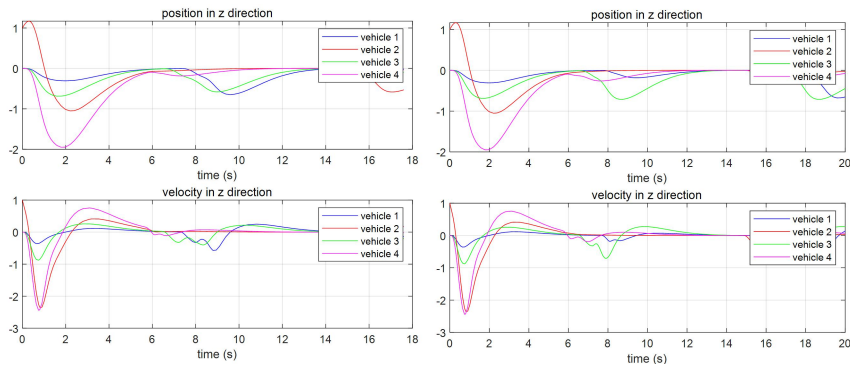 position in z direction
1
0
-1
-2
vehicle 1
vehicle 2
vehicle 3
vehicle 4
0 2 4 6 8 10 12 14 16 18
time (s)
velocity in z direction
1
0
-1
-2
-3
vehicle 1
vehicle 2
vehicle 3
vehicle 4
0 2 4 6 8 10 12 14 16 18
time (s)
position in z direction
1
0
-1
-2
vehicle 1
vehicle 2
vehicle 3
vehicle 4
0 2 4 6 8 10 12 14 16 18 20
time (s)
velocity in z direction
1
0
-1
-2
-3
vehicle 1
vehicle 2
vehicle 3
vehicle 4
0 2 4 6 8 10 12 14 16 18 20
time (s)